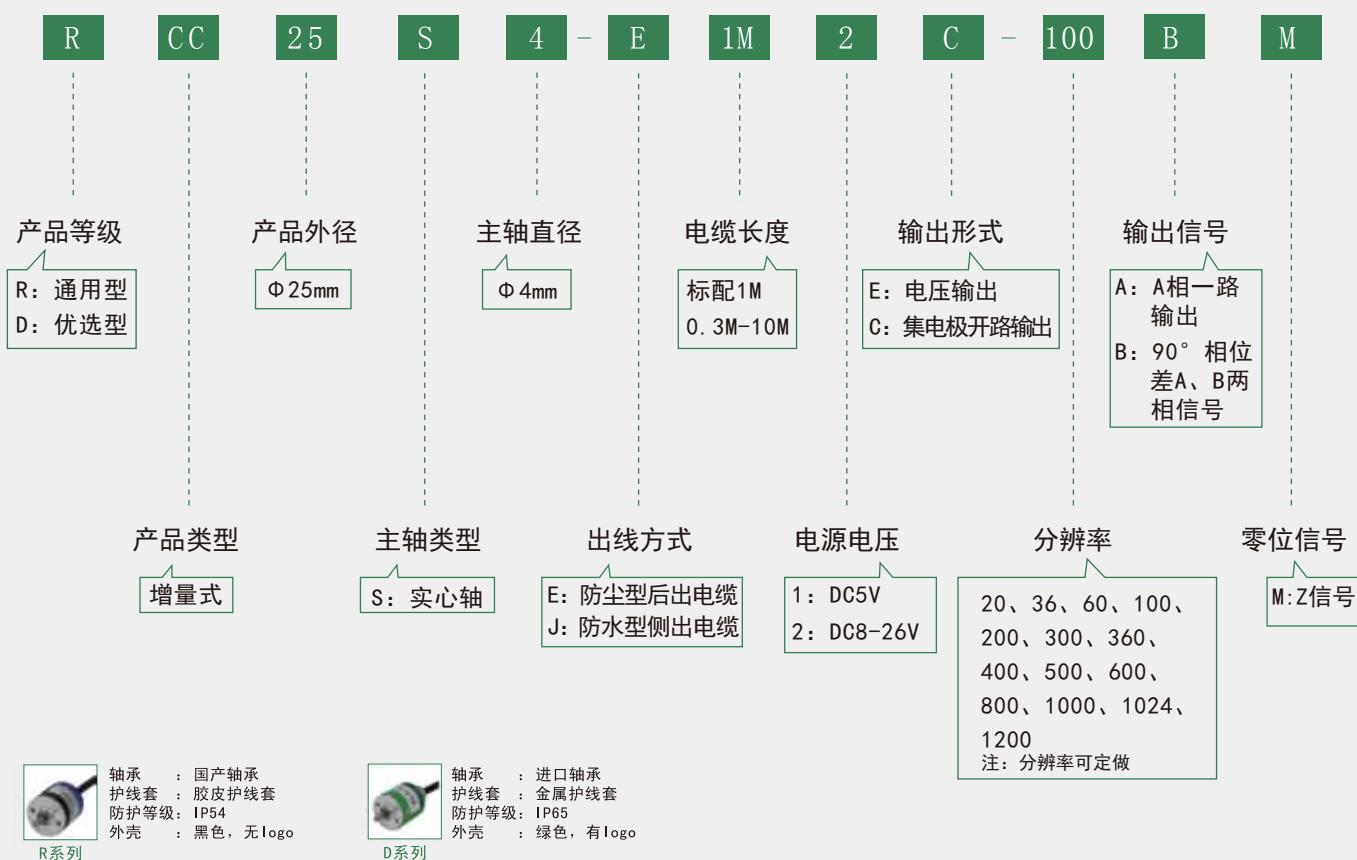 R CC 25 S 4 - E 1M 2 C - 100 B M
产品等级
R: 通用型
D: 优选型
产品外径
Φ25mm
主轴直径
Φ4mm
电缆长度
标配1M
0.3M-10M
输出形式
E: 电压输出
C: 集电极开路输出
输出信号
A: A相一路
输出
B: 90° 相位
差A、B两
相信号
产品类型
增量式
主轴类型
S: 实心轴
出线方式
E: 防尘型后出电缆
J: 防水型侧出电缆
电源电压
1: DC5V
2: DC8-26V
分辨率
20、36、60、100、
200、300、360、
400、500、600、
800、1000、1024、
1200
注: 分辨率可定做
零位信号
M:Z信号
轴承 : 国产轴承
护线套 : 胶皮护线套
防护等级: IP54
外壳 : 黑色, 无logo
R系列
轴承 : 进口轴承
护线套 : 金属护线套
防护等级: IP65
外壳 : 绿色, 有logo
D系列